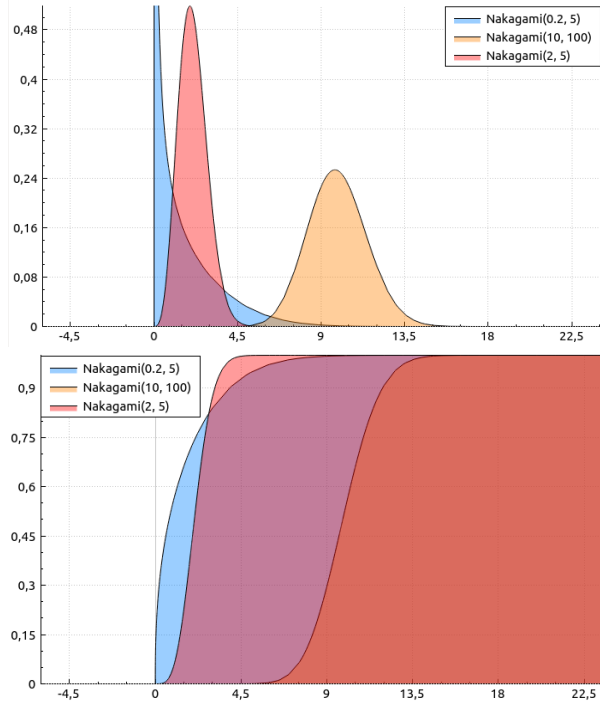 0,48
0,4
0,32
0,24
0,16
0,08
0
Nakagami(0.2, 5)
Nakagami(10, 100)
Nakagami(2, 5)
-4,5 0 4,5 9 13,5 18 22,5
Nakagami(0.2, 5)
Nakagami(10, 100)
Nakagami(2, 5)
0,9
0,75
0,6
0,45
0,3
0,15
0
-4,5 0 4,5 9 13,5 18 22,5